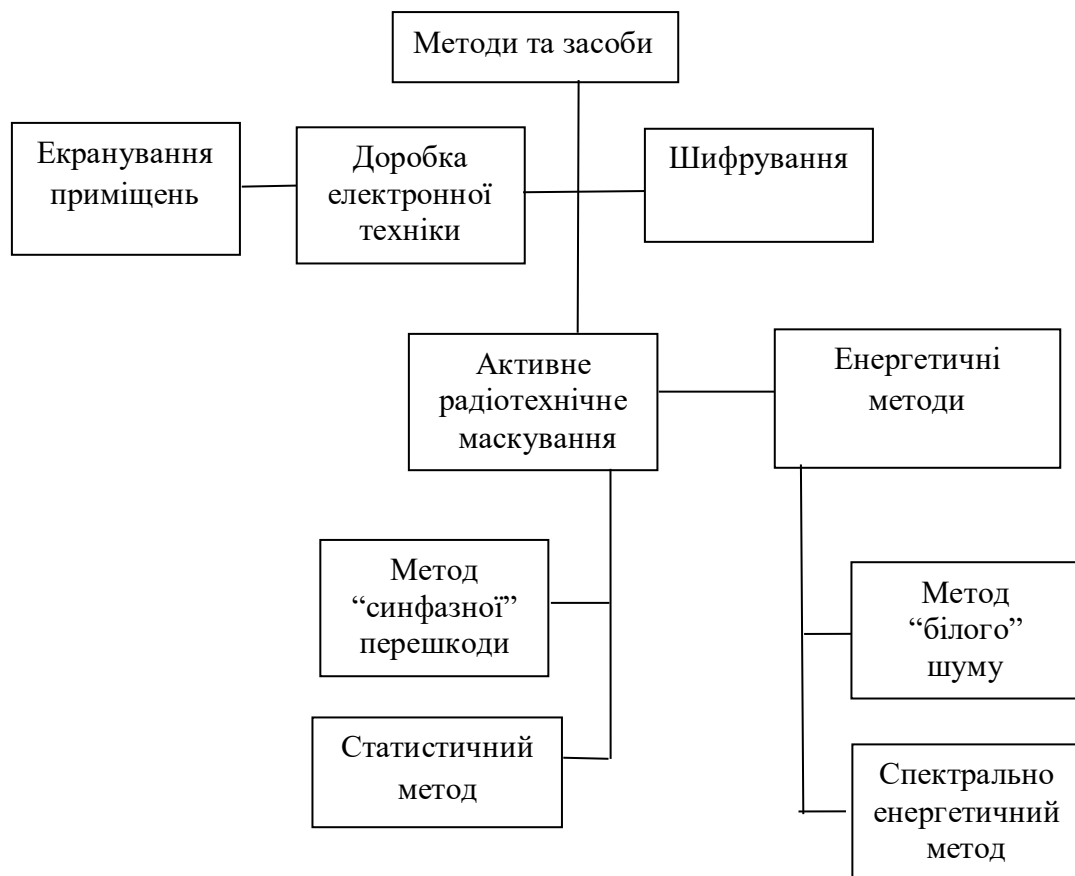 Методи та засоби
Екранування
приміщень
Доробка
електронної
техніки
Шифрування
Активне
радіотехнічне
маскування
Енергетичні
методи
Метод
“синфазної”
перешкоди
Метод
“білого”
шуму
Статистичний
метод
Спектрально
енергетичний
метод